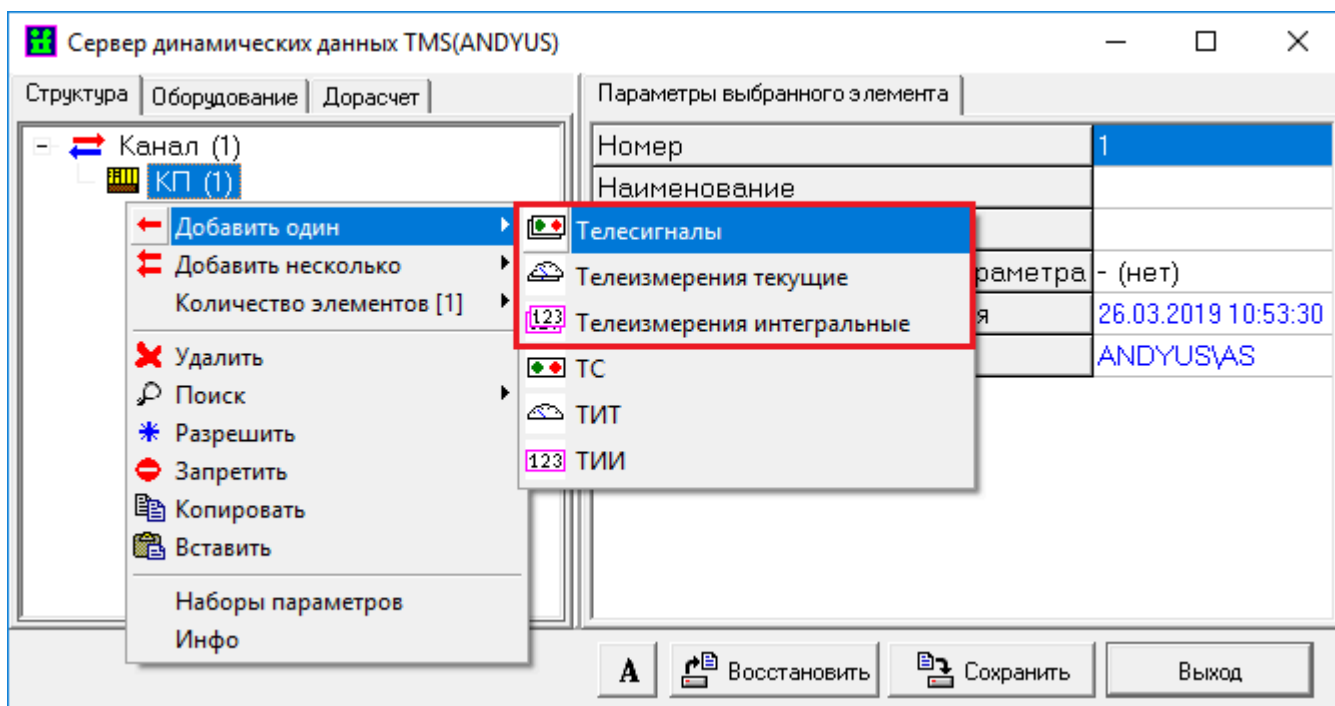 Сервер динамических данных TMS(ANDYUS)
Структура Оборудование Дорасчет
Параметры выбранного элемента
Канал (1)
КП (1)
Номер 1
Наименование
раметра - (нет)
я 26.03.2019 10:53:30
ANDYUS\AS
Добавить один
Добавить несколько
Количество элементов [1]
Удалить
Поиск
Разрешить
Запретить
Копировать
Вставить
Наборы параметров
Инфо
Телесигналы
Телеизмерения текущие
123 Телеизмерения интегральные
ТС
ТИТ
123 ТИИ
A Восстановить Сохранить Выход